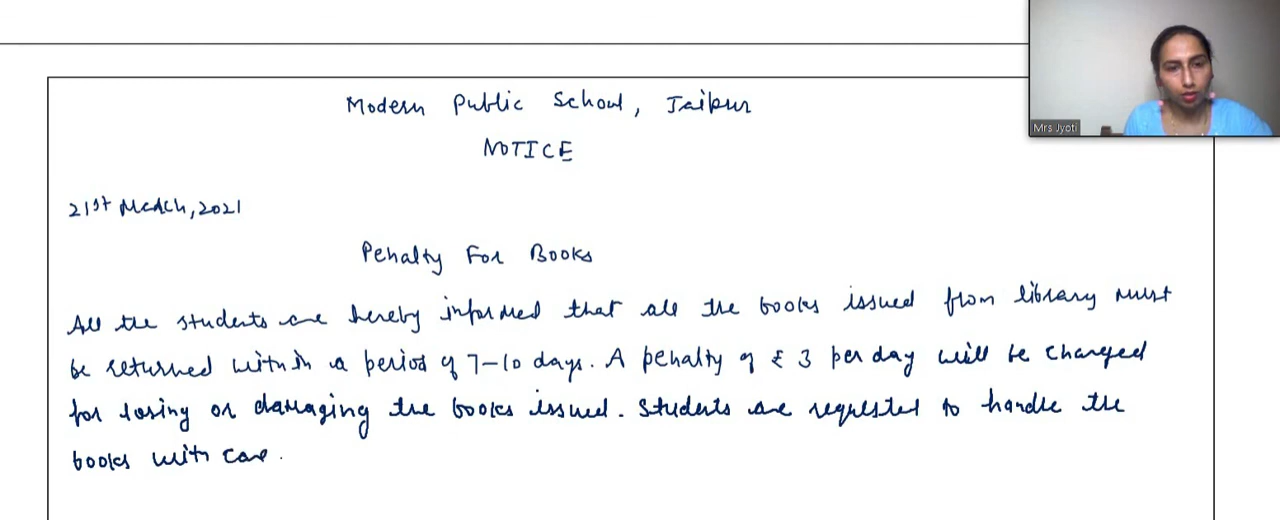 Modern Public School, Jaipur
NOTICE
21st March, 2021
Penalty For Books
All the students are hereby informed that all the books issued from library must
be returned within a period of 7-10 days. A penalty of ₹ 3 per day will be charged
for losing or damaging the books issued. Students are requested to handle the
books with care.
Mrs Jyoti